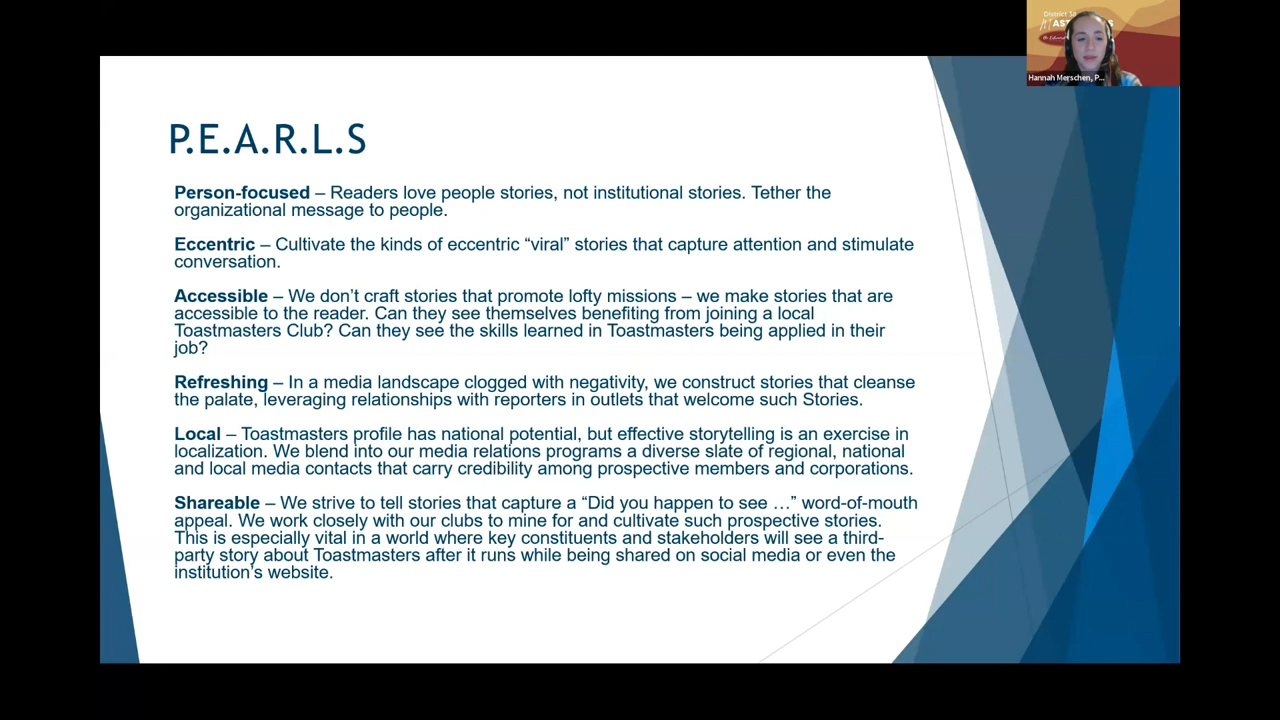 District 38
Hannah Merschen, P...
P.E.A.R.L.S
Person-focused – Readers love people stories, not institutional stories. Tether the
organizational message to people.
Eccentric – Cultivate the kinds of eccentric “viral” stories that capture attention and stimulate
conversation.
Accessible – We don’t craft stories that promote lofty missions – we make stories that are
accessible to the reader. Can they see themselves benefiting from joining a local
Toastmasters Club? Can they see the skills learned in Toastmasters being applied in their
job?
Refreshing – In a media landscape clogged with negativity, we construct stories that cleanse
the palate, leveraging relationships with reporters in outlets that welcome such Stories.
Local – Toastmasters profile has national potential, but effective storytelling is an exercise in
localization. We blend into our media relations programs a diverse slate of regional, national
and local media contacts that carry credibility among prospective members and corporations.
Shareable – We strive to tell stories that capture a “Did you happen to see …” word-of-mouth
appeal. We work closely with our clubs to mine for and cultivate such prospective stories.
This is especially vital in a world where key constituents and stakeholders will see a third-
party story about Toastmasters after it runs while being shared on social media or even the
institution’s website.